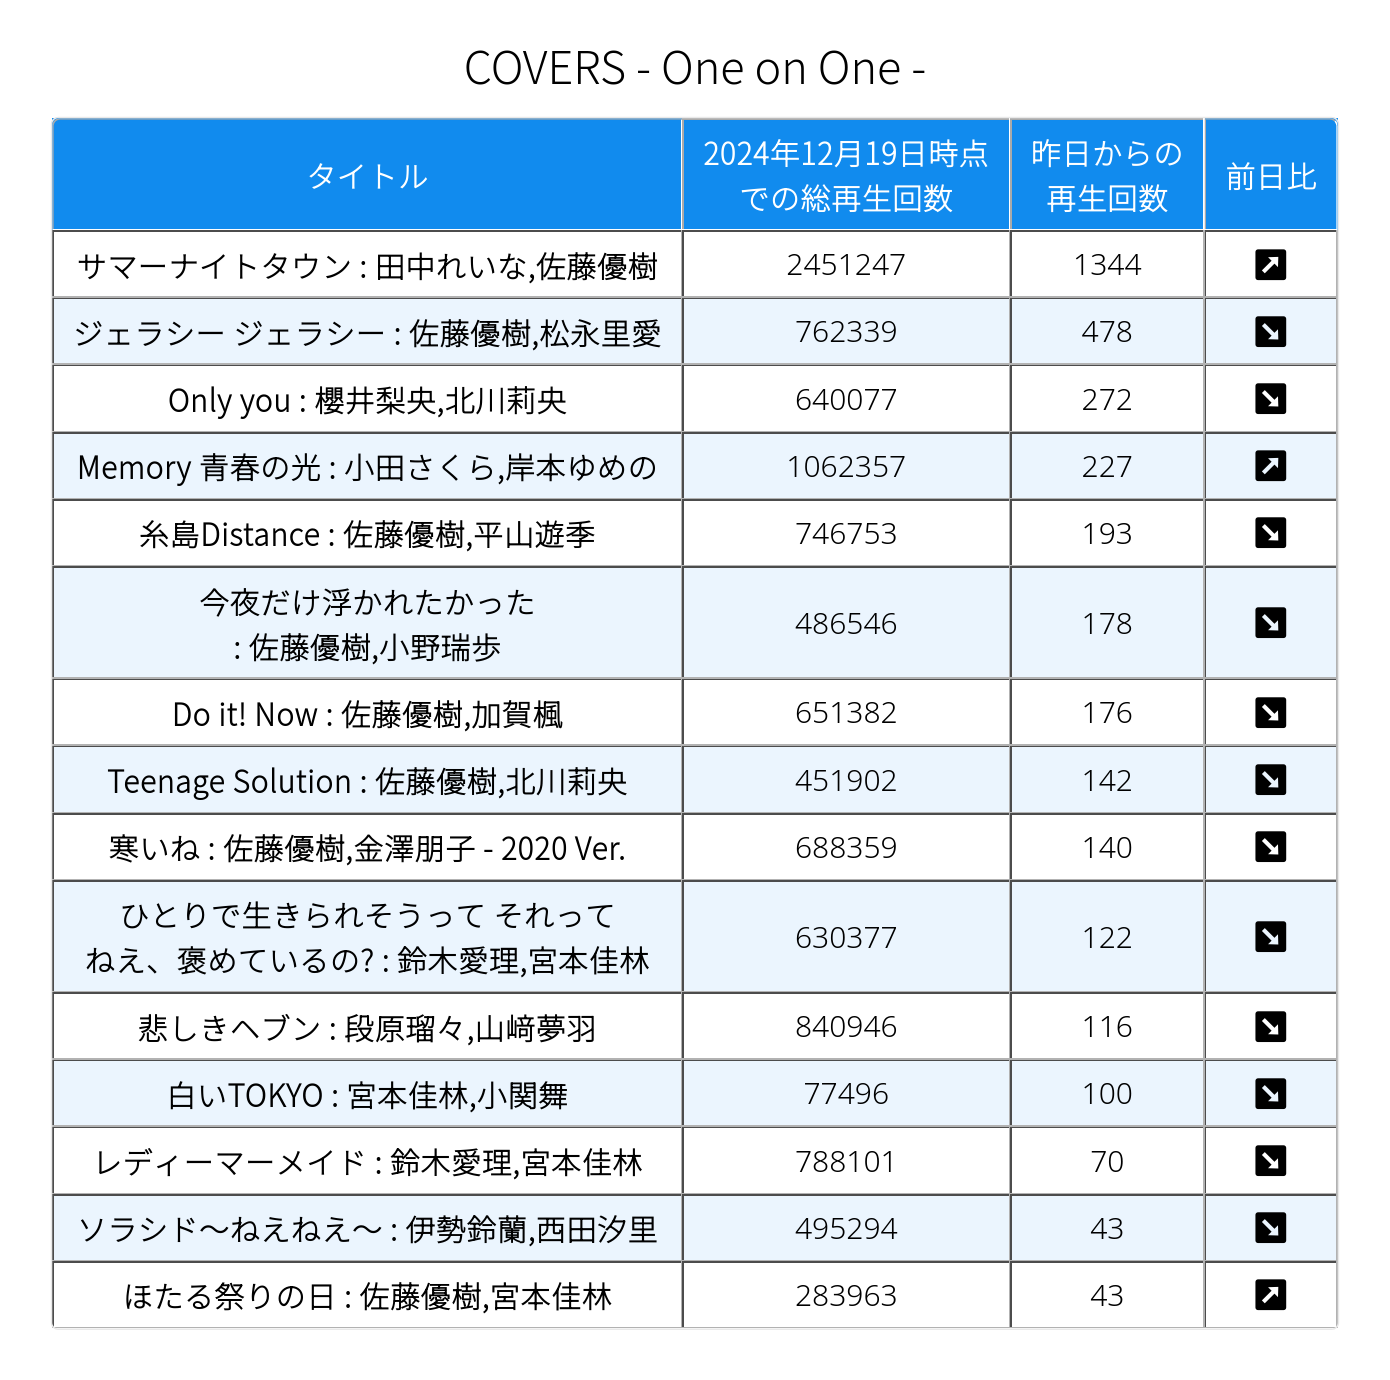 COVERS - One on One -
タイトル
2024年12月19日時点
での総再生回数
昨日からの
再生回数
前日比
サマーナイトタウン : 田中れいな,佐藤優樹 2451247 1344
ジェラシー ジェラシー : 佐藤優樹,松永里愛 762339 478
Only you : 櫻井梨央,北川莉央 640077 272
Memory 青春の光 : 小田さくら,岸本ゆめの 1062357 227
糸島Distance : 佐藤優樹,平山遊季 746753 193
今夜だけ浮かれたかった
: 佐藤優樹,小野瑞歩 486546 178
Do it! Now : 佐藤優樹,加賀楓 651382 176
Teenage Solution : 佐藤優樹,北川莉央 451902 142
寒いね : 佐藤優樹,金澤朋子 - 2020 Ver. 688359 140
ひとりで生きられそうって それって
ねえ、褒めているの? : 鈴木愛理,宮本佳林 630377 122
悲しきヘブン : 段原瑠々,山﨑夢羽 840946 116
白いTOKYO : 宮本佳林,小関舞 77496 100
レディーマーメイド : 鈴木愛理,宮本佳林 788101 70
ソラシド〜ねえねえ〜 : 伊勢鈴蘭,西田汐里 495294 43
ほたる祭りの日 : 佐藤優樹,宮本佳林 283963 43